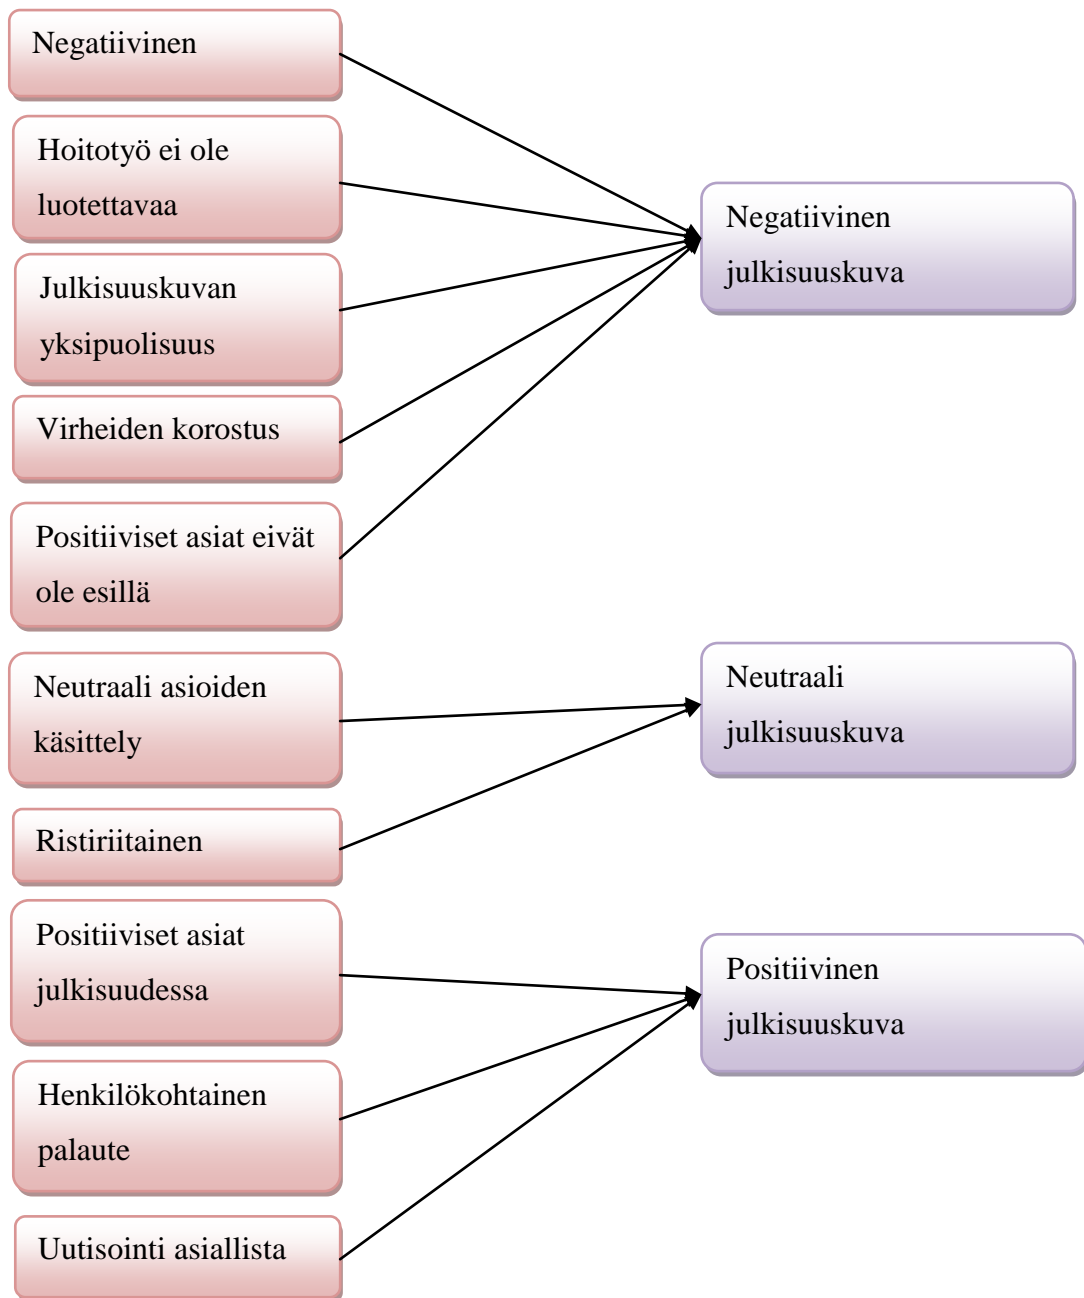 Negatiivinen
Hoitotyö ei ole
luotettavaa
Julkisuuskuvan
yksipuolisuus
Virheiden korostus
Positiiviset asiat eivät
ole esillä
Negatiivinen
julkisuuskuva
Neutraali asioiden
käsittely
Ristiriitainen
Neutraali
julkisuuskuva
Positiiviset asiat
julkisuudessa
Henkilökohtainen
palaute
Uutisointi asiallista
Positiivinen
julkisuuskuva